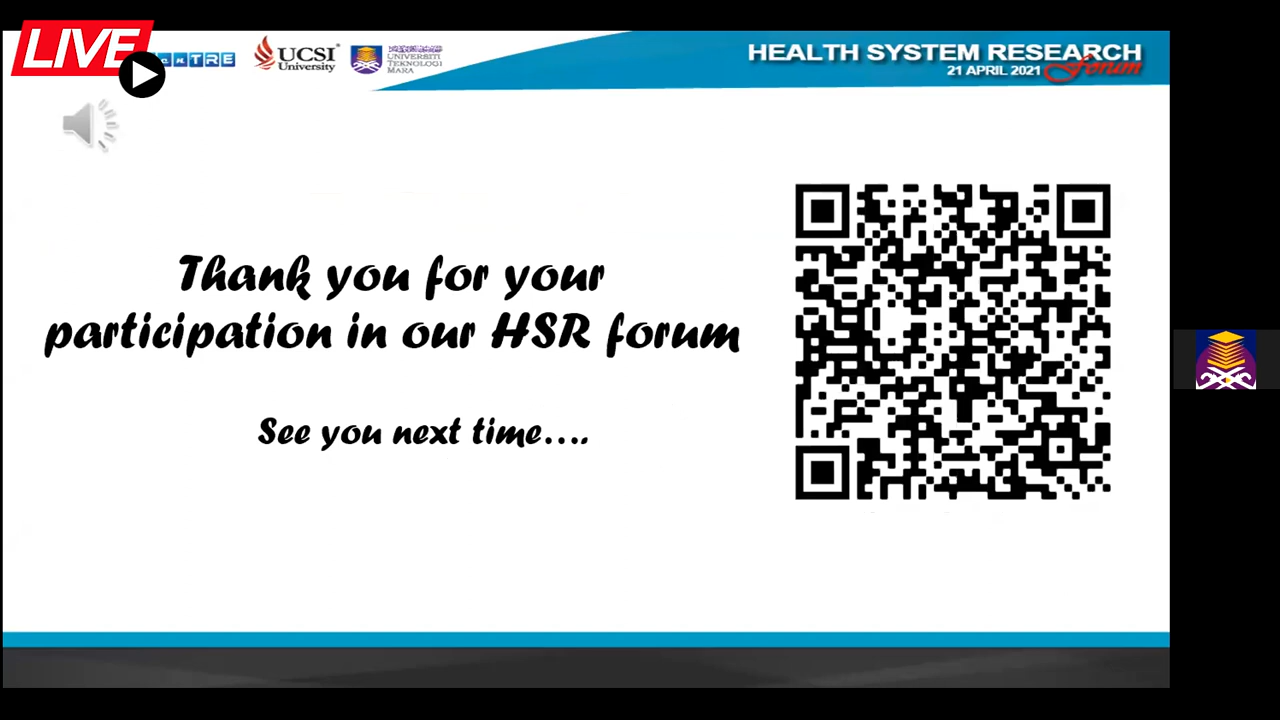 LIVE
UCSI
University
UNIVERSITI
TEKNOLOGI
MARA
HEALTH SYSTEM RESEARCH
21 APRIL 2021 Forum
Thank you for your
participation in our HSR forum
See you next time....